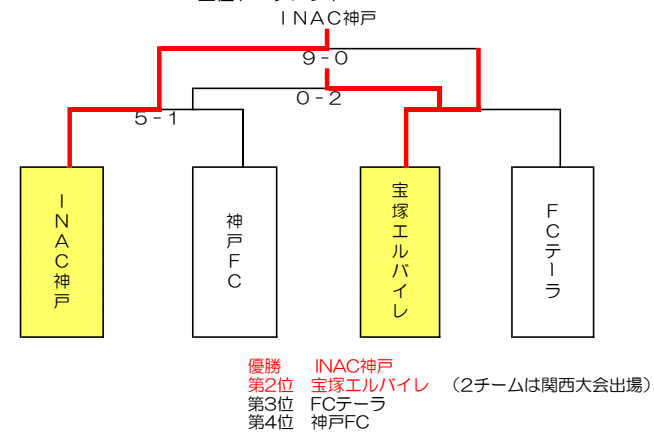 INAC神戸
9-0
0-2
5-1
INAC神戸
神戸FC
宝塚エルバイレ
FCテーラ
優勝 INAC神戸
第2位 宝塚エルバイレ (2チームは関西大会出場)
第3位 FCテーラ
第4位 神戸FC